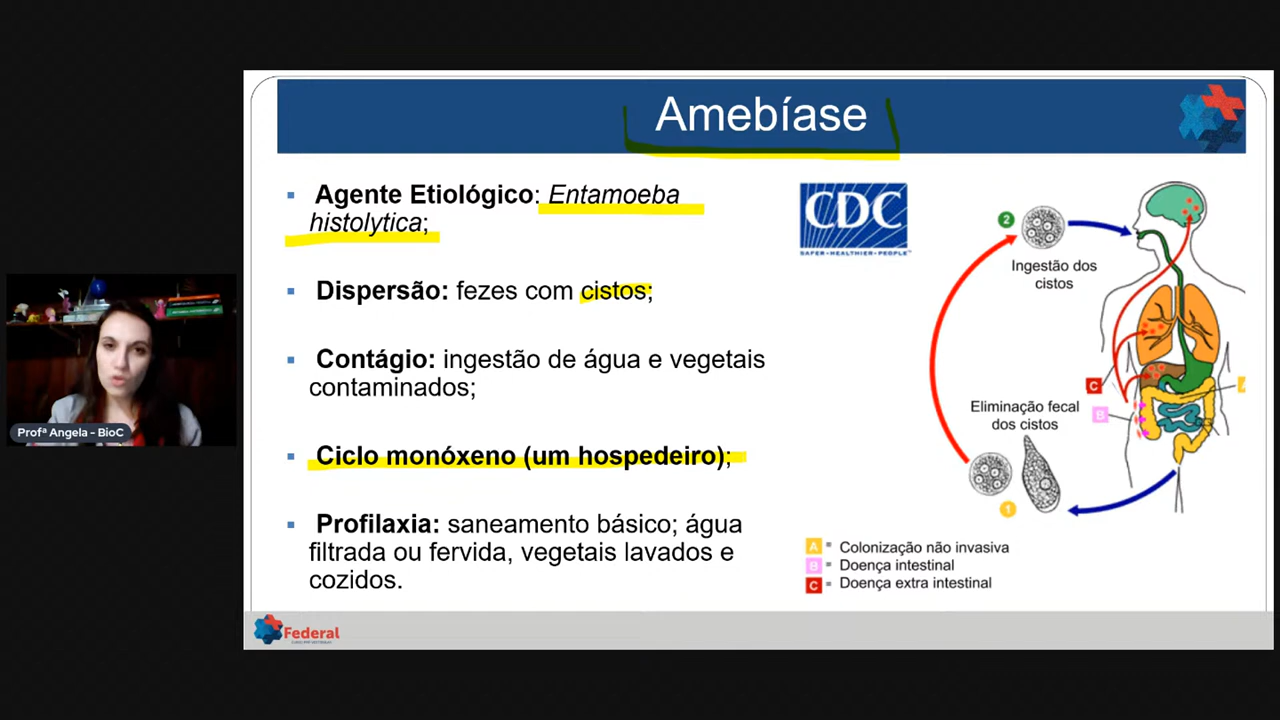 Amebíase
Agente Etiológico: Entamoeba
histolytica;
Dispersão: fezes com cistos;
Contágio: ingestão de água e vegetais
contaminados;
Ciclo monóxeno (um hospedeiro);
Profilaxia: saneamento básico; água
filtrada ou fervida, vegetais lavados e
cozidos.
CDC
SAFER • HEALTHIER • PEOPLE™
2
Ingestão dos
cistos
C
B
Eliminação fecal
dos cistos
1
A = Colonização não invasiva
B = Doença intestinal
C = Doença extra intestinal
Profª Angela - BioC
Federal